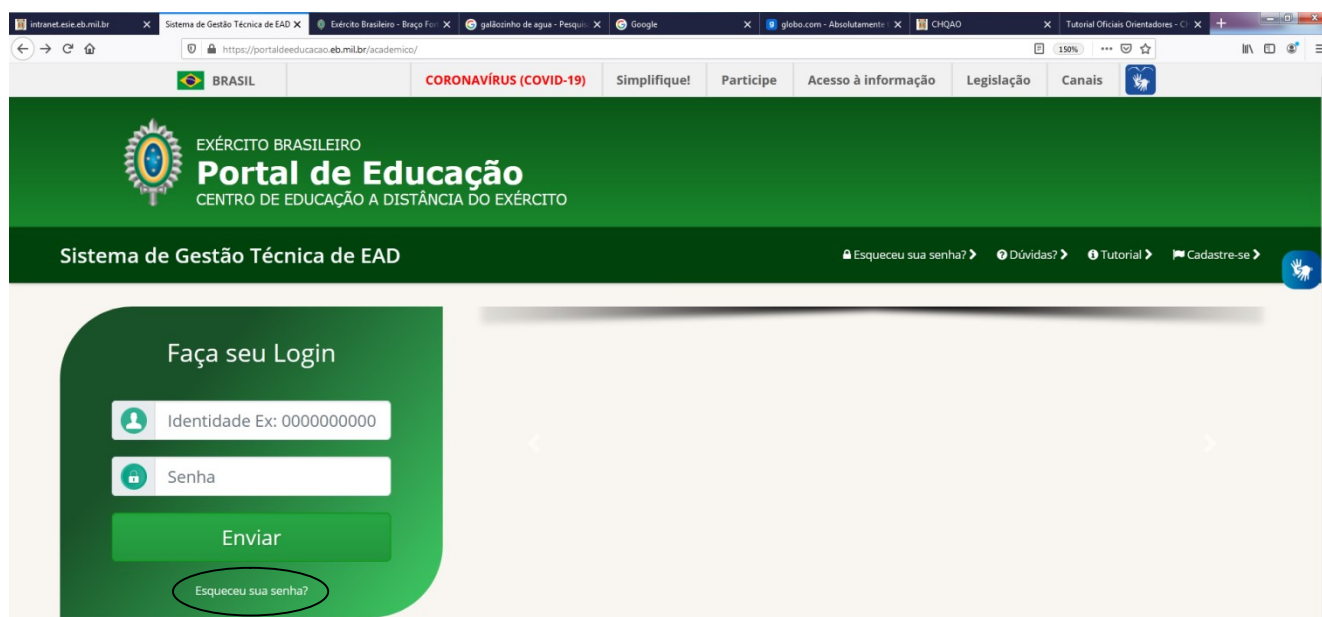 intranet.esie.eb.mil.br
Sistema de Gestão Técnica de EAD
Exército Brasileiro - Braço For
galãozinho de agua - Pesquis
Google
globo.com - Absolutamente
CHQAO
Tutorial Oficiais Orientadores - C
https://portaldeeducacao.eb.mil.br/academico/
150%
BRASIL
CORONAVÍRUS (COVID-19)
Simplifique!
Participe
Acesso à informação
Legislação
Canais
EXÉRCITO BRASILEIRO
Portal de Educação
CENTRO DE EDUCAÇÃO A DISTÂNCIA DO EXÉRCITO
Sistema de Gestão Técnica de EAD
Esqueceu sua senha?
Dúvidas?
Tutorial
Cadastre-se
Faça seu Login
Identidade Ex: 0000000000
Senha
Enviar
Esqueceu sua senha?